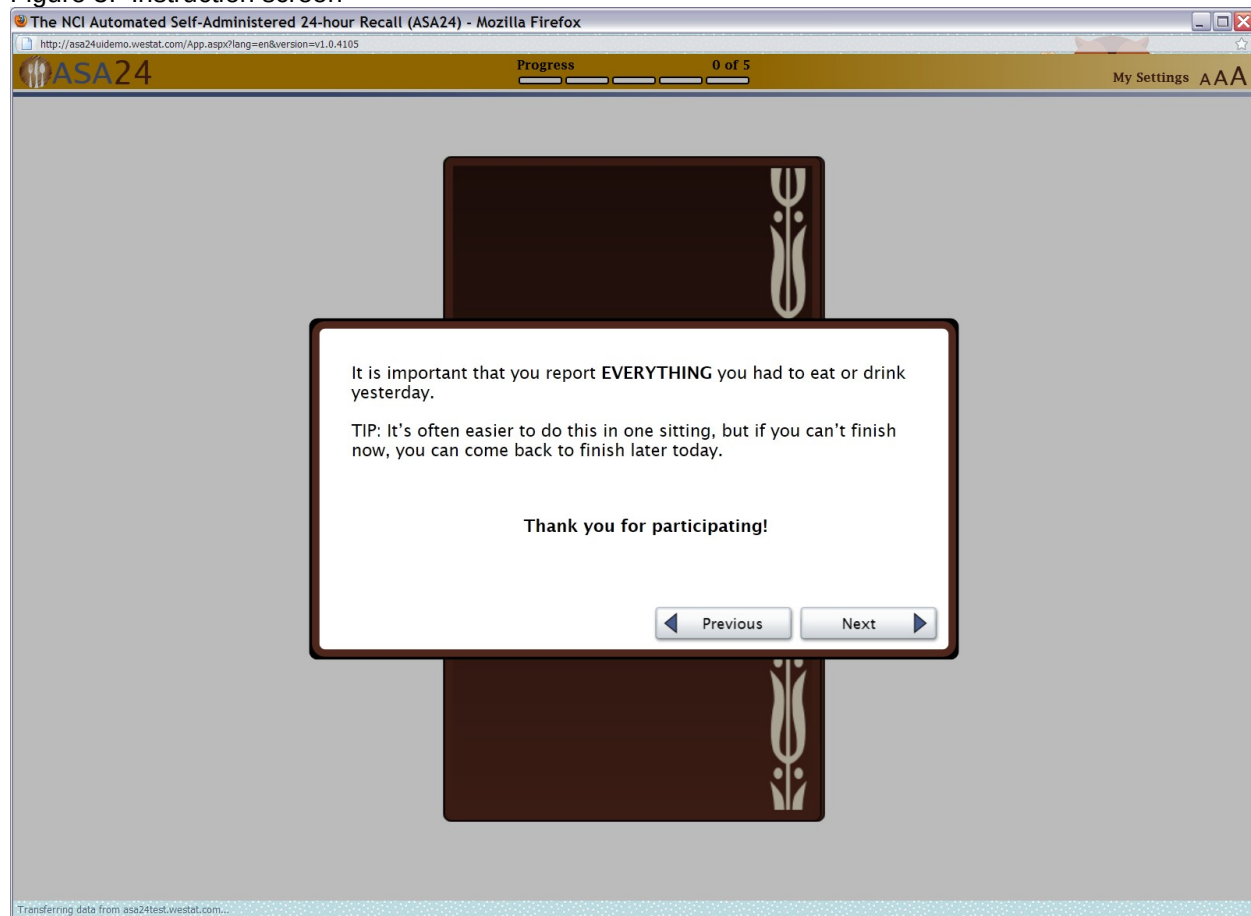 The NCI Automated Self-Administered 24-hour Recall (ASA24) - Mozilla Firefox
http://asa24uidemo.westat.com/App.aspx?lang=en&version=v1.0.4105
ASA24
Progress 0 of 5
My Settings A A A
It is important that you report EVERYTHING you had to eat or drink
yesterday.
TIP: It's often easier to do this in one sitting, but if you can't finish
now, you can come back to finish later today.
Thank you for participating!
Previous Next
Transferring data from asa24test.westat.com...